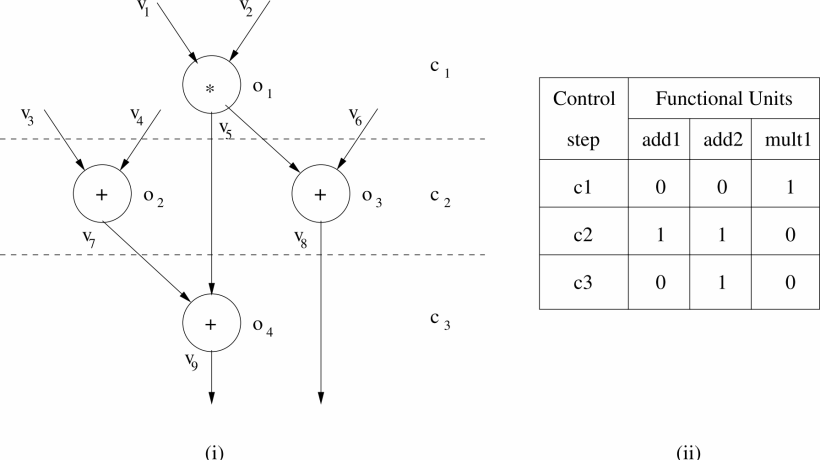 v1 v2
* o1 c1
v3 v4 v5 v6
+ o2 + o3 c2
v7 v8
+ o4 c3
v9
(i)
Control Functional Units
step add1 add2 mult1
c1 0 0 1
c2 1 1 0
c3 0 1 0
(ii)